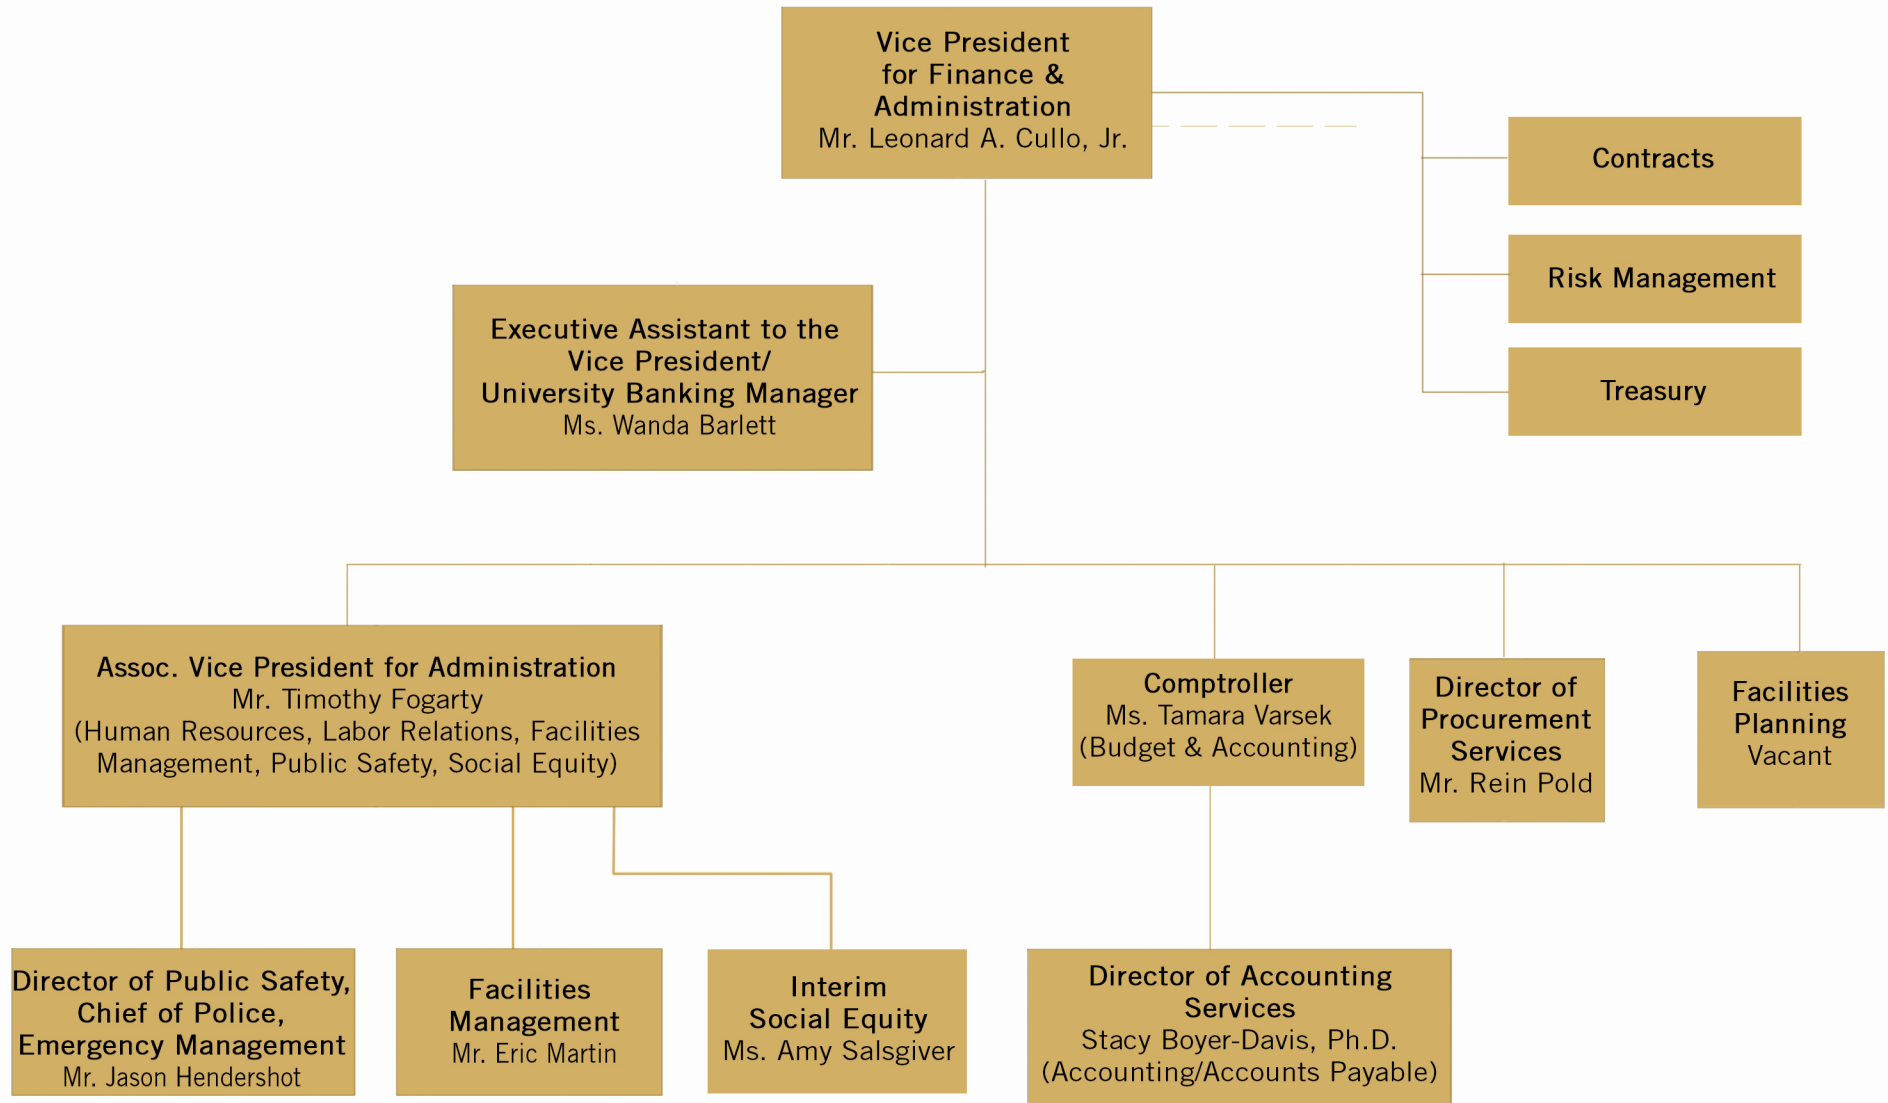 Vice President
for Finance &
Administration
Mr. Leonard A. Cullo, Jr.
Contracts
Risk Management
Treasury
Executive Assistant to the
Vice President/
University Banking Manager
Ms. Wanda Barlett
Assoc. Vice President for Administration
Mr. Timothy Fogarty
(Human Resources, Labor Relations, Facilities
Management, Public Safety, Social Equity)
Comptroller
Ms. Tamara Varsek
(Budget & Accounting)
Director of
Procurement
Services
Mr. Rein Pold
Facilities
Planning
Vacant
Director of Public Safety,
Chief of Police,
Emergency Management
Mr. Jason Hendershot
Facilities
Management
Mr. Eric Martin
Interim
Social Equity
Ms. Amy Salsgiver
Director of Accounting
Services
Stacy Boyer-Davis, Ph.D.
(Accounting/Accounts Payable)